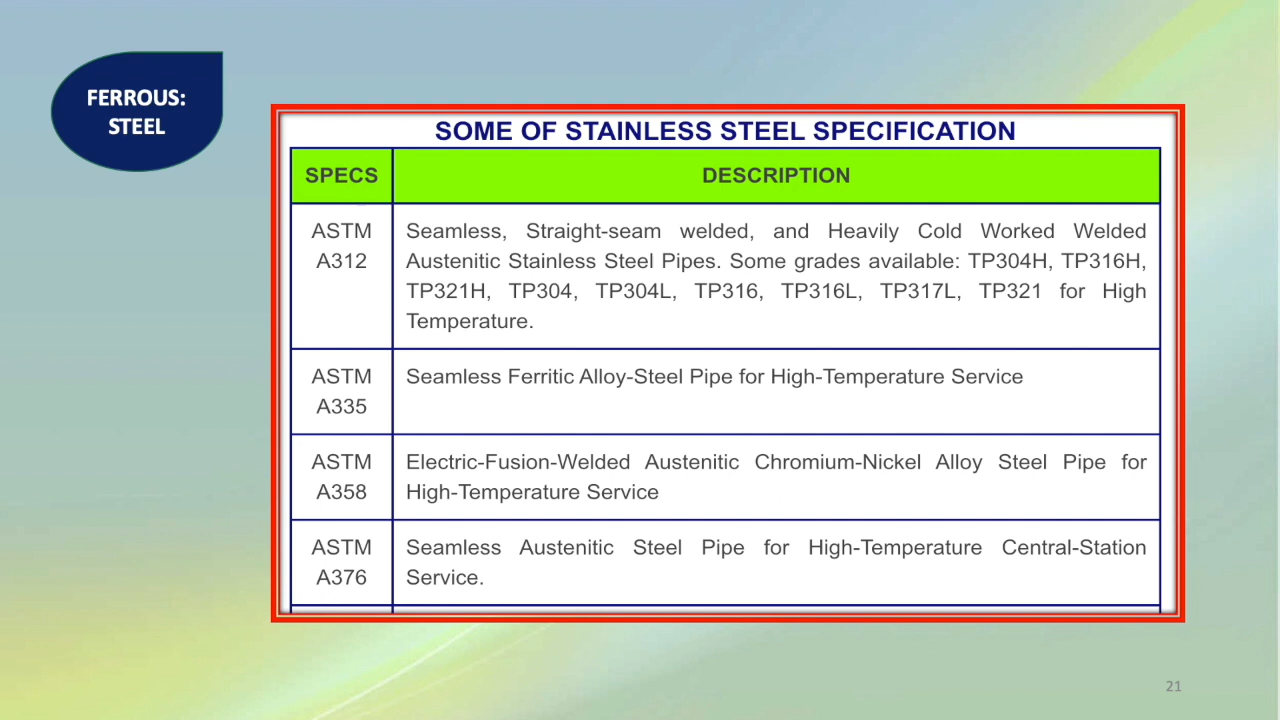 FERROUS:
STEEL
SOME OF STAINLESS STEEL SPECIFICATION
SPECS
DESCRIPTION
ASTM
A312
Seamless, Straight-seam welded, and Heavily Cold Worked Welded
Austenitic Stainless Steel Pipes. Some grades available: TP304H, TP316H,
TP321H, TP304, TP304L, TP316, TP316L, TP317L, TP321 for High
Temperature.
ASTM
A335
Seamless Ferritic Alloy-Steel Pipe for High-Temperature Service
ASTM
A358
Electric-Fusion-Welded Austenitic Chromium-Nickel Alloy Steel Pipe for
High-Temperature Service
ASTM
A376
Seamless Austenitic Steel Pipe for High-Temperature Central-Station
Service.
21